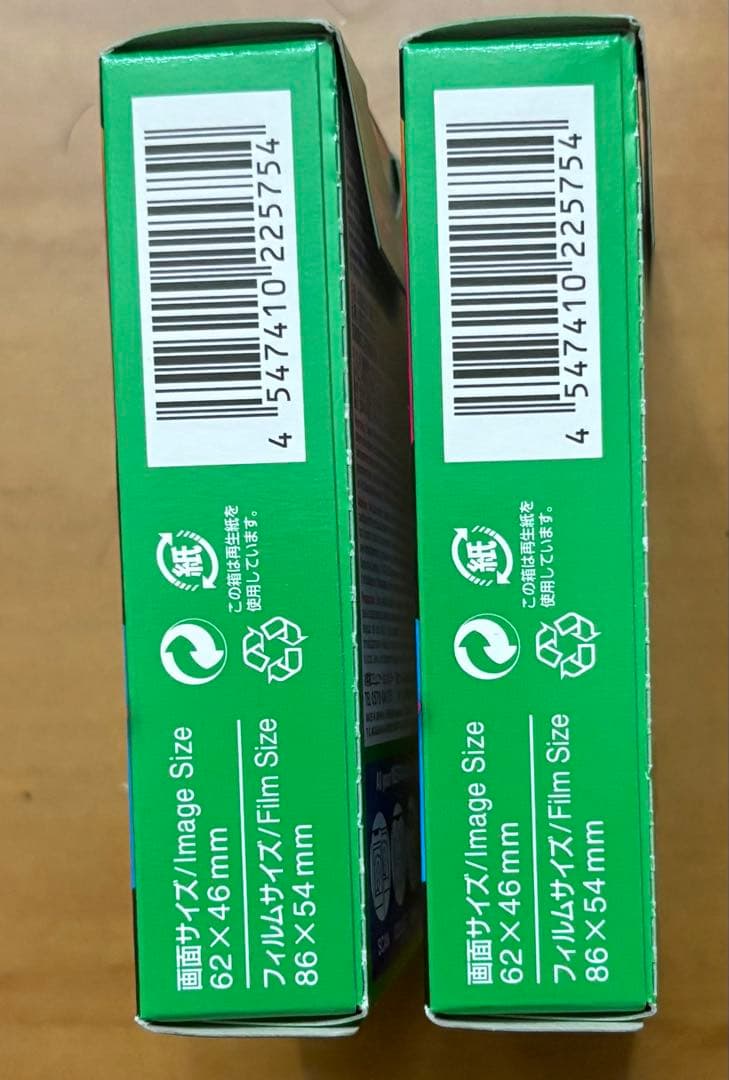 画面サイズ/Image Size
62×46mm
フィルムサイズ/Film Size
86×54mm
紙
この箱は再生紙を
使用しています。
4 547410 225754
画面サイズ/Image Size
62×46mm
フィルムサイズ/Film Size
86×54mm
紙
この箱は再生紙を
使用しています。
4 547410 225754